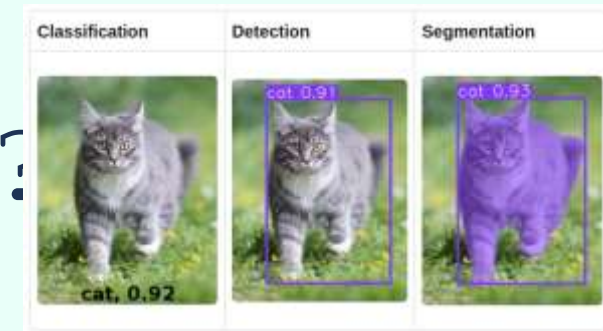 Classification
Detection
Segmentation
cat, 0.92
cat 0.91
cat 0.93